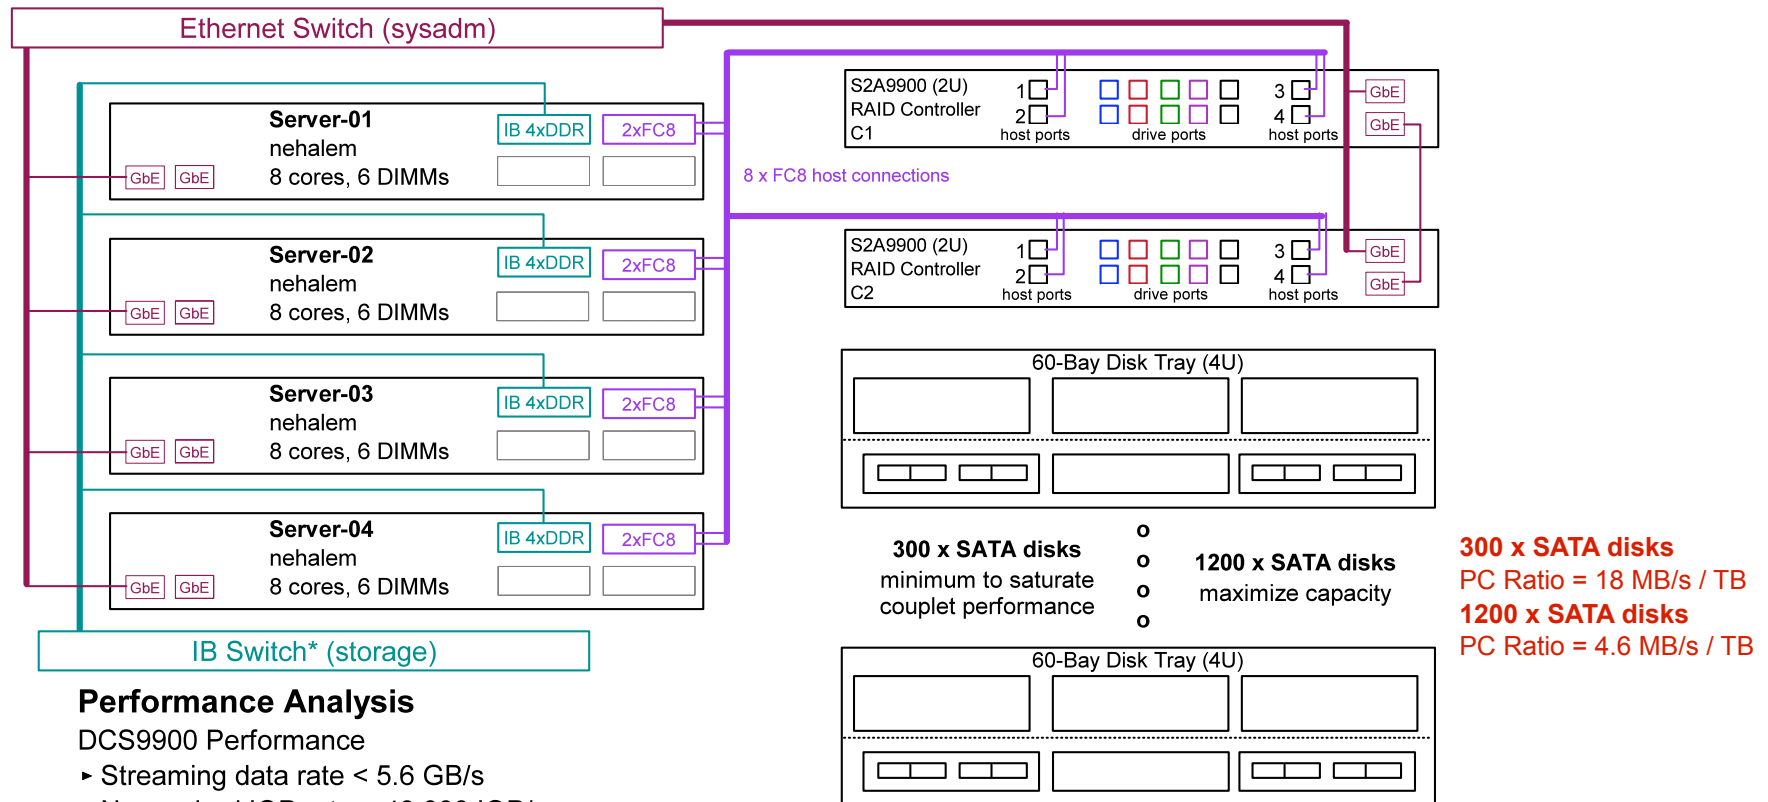 Ethernet Switch (sysadm)
Server-01
nehalem
8 cores, 6 DIMMs
GbE GbE
IB 4xDDR
2xFC8
Server-02
nehalem
8 cores, 6 DIMMs
GbE GbE
IB 4xDDR
2xFC8
Server-03
nehalem
8 cores, 6 DIMMs
GbE GbE
IB 4xDDR
2xFC8
Server-04
nehalem
8 cores, 6 DIMMs
GbE GbE
IB 4xDDR
2xFC8
IB Switch* (storage)
8 x FC8 host connections
S2A9900 (2U)
RAID Controller
C1
1
2
host ports
drive ports
3
4
host ports
GbE
GbE
S2A9900 (2U)
RAID Controller
C2
1
2
host ports
drive ports
3
4
host ports
GbE
GbE
60-Bay Disk Tray (4U)
300 x SATA disks
minimum to saturate
couplet performance
o
o
o
o
1200 x SATA disks
maximize capacity
300 x SATA disks
PC Ratio = 18 MB/s / TB
1200 x SATA disks
PC Ratio = 4.6 MB/s / TB
60-Bay Disk Tray (4U)
Performance Analysis
DCS9900 Performance
► Streaming data rate < 5.6 GB/s